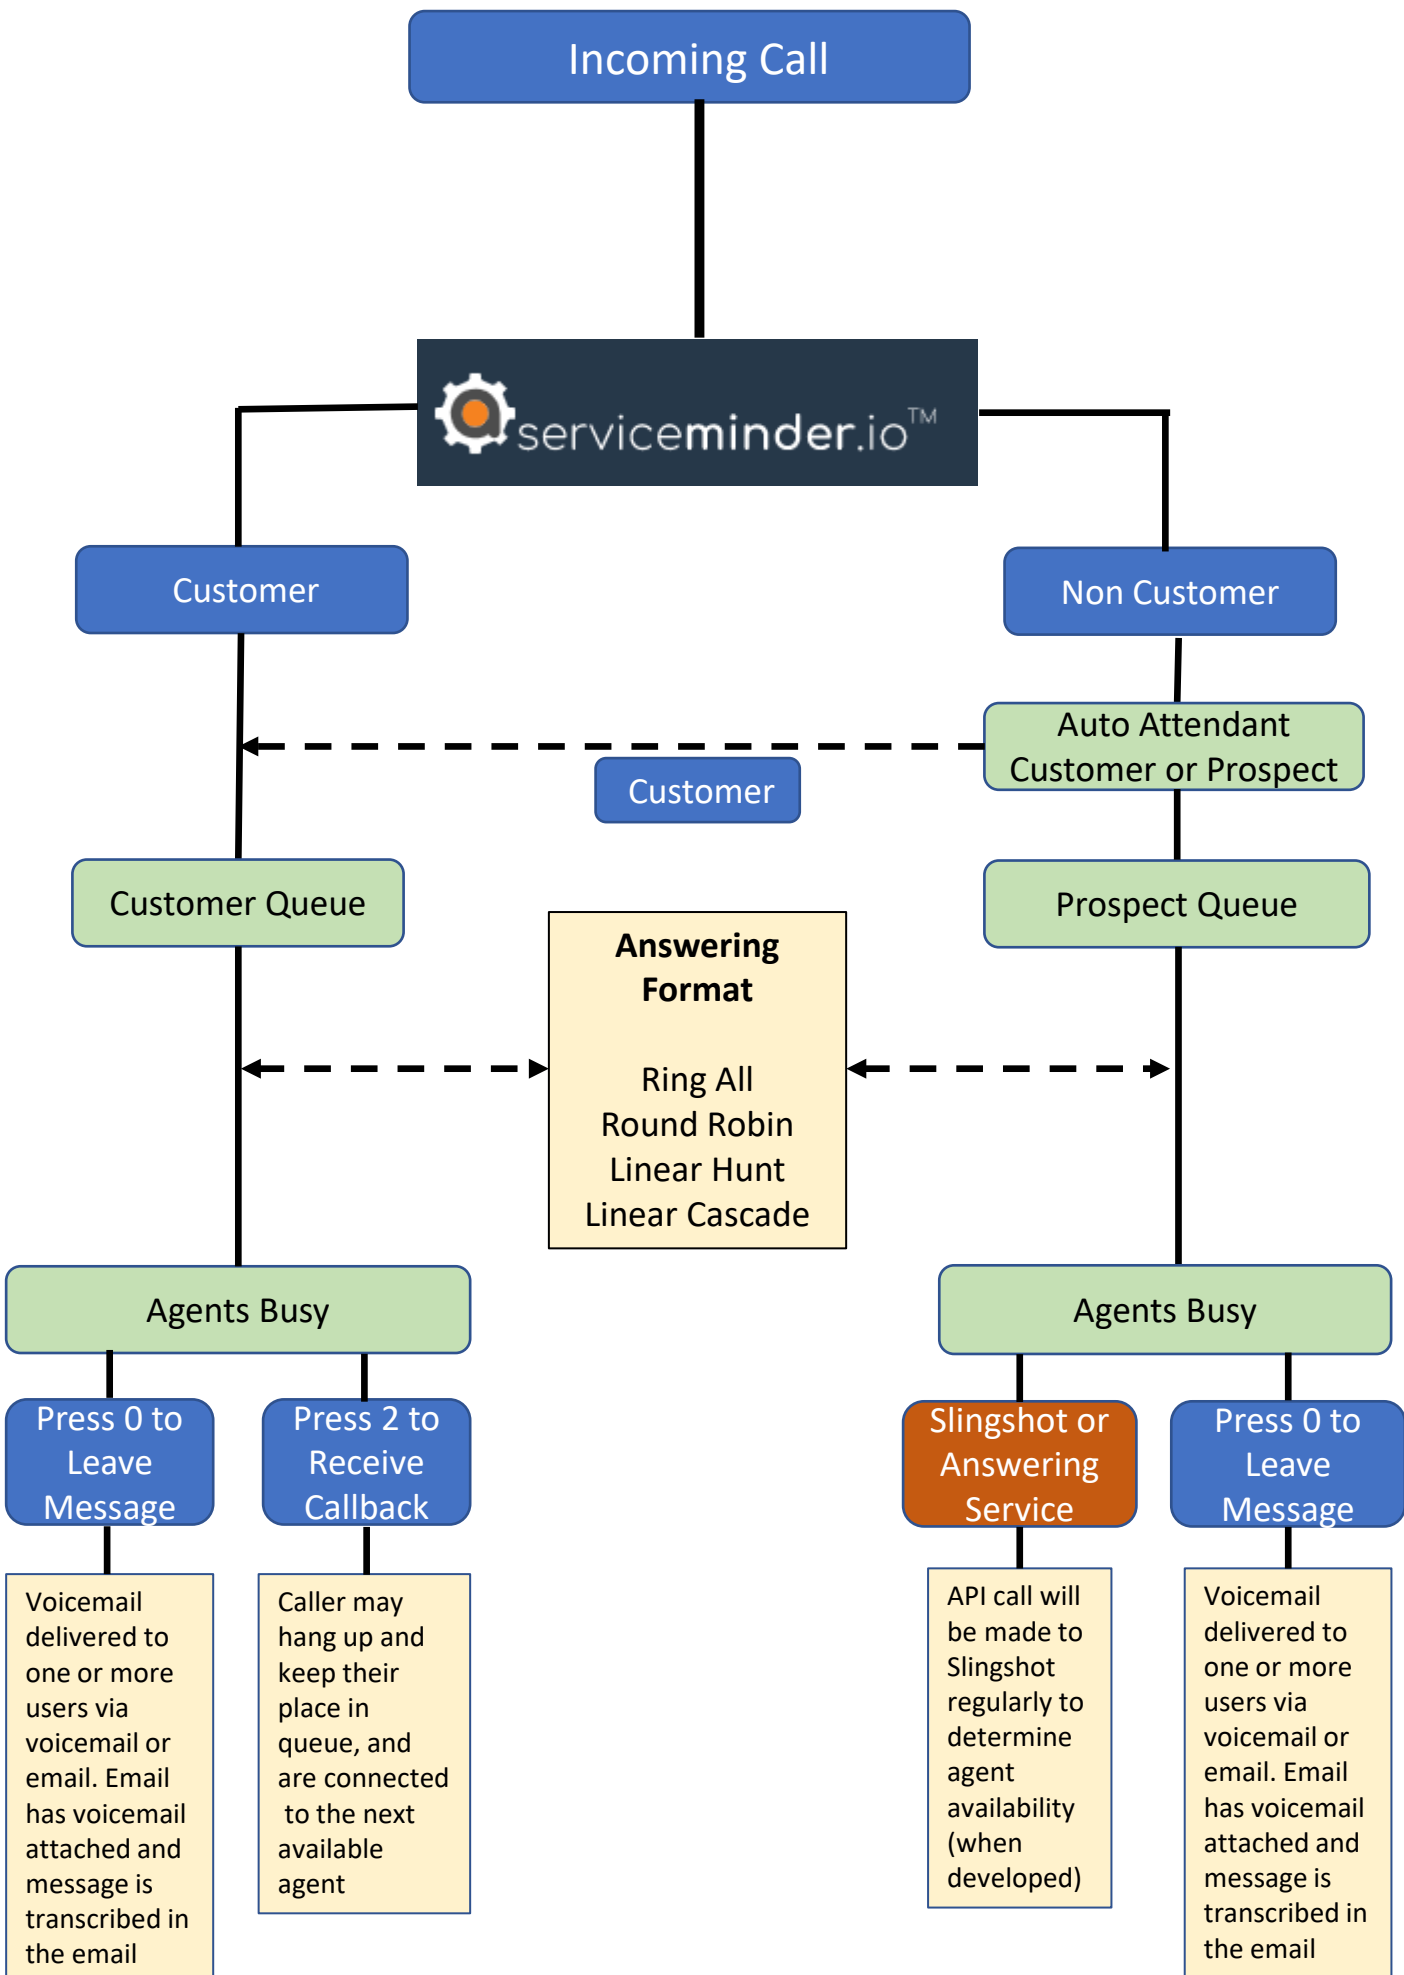 Incoming Call
serviceminder.io™
Customer
Non Customer
Auto Attendant
Customer or Prospect
Customer
Customer Queue
Prospect Queue
Answering
Format
Ring All
Round Robin
Linear Hunt
Linear Cascade
Agents Busy
Agents Busy
Press 0 to
Leave
Message
Press 2 to
Receive
Callback
Slingshot or
Answering
Service
Press 0 to
Leave
Message
Voicemail
delivered to
one or more
users via
voicemail or
email. Email
has voicemail
attached and
message is
transcribed in
the email
Caller may
hang up and
keep their
place in
queue, and
are connected
to the next
available
agent
API call will
be made to
Slingshot
regularly to
determine
agent
availability
(when
developed)
Voicemail
delivered to
one or more
users via
voicemail or
email. Email
has voicemail
attached and
message is
transcribed in
the email